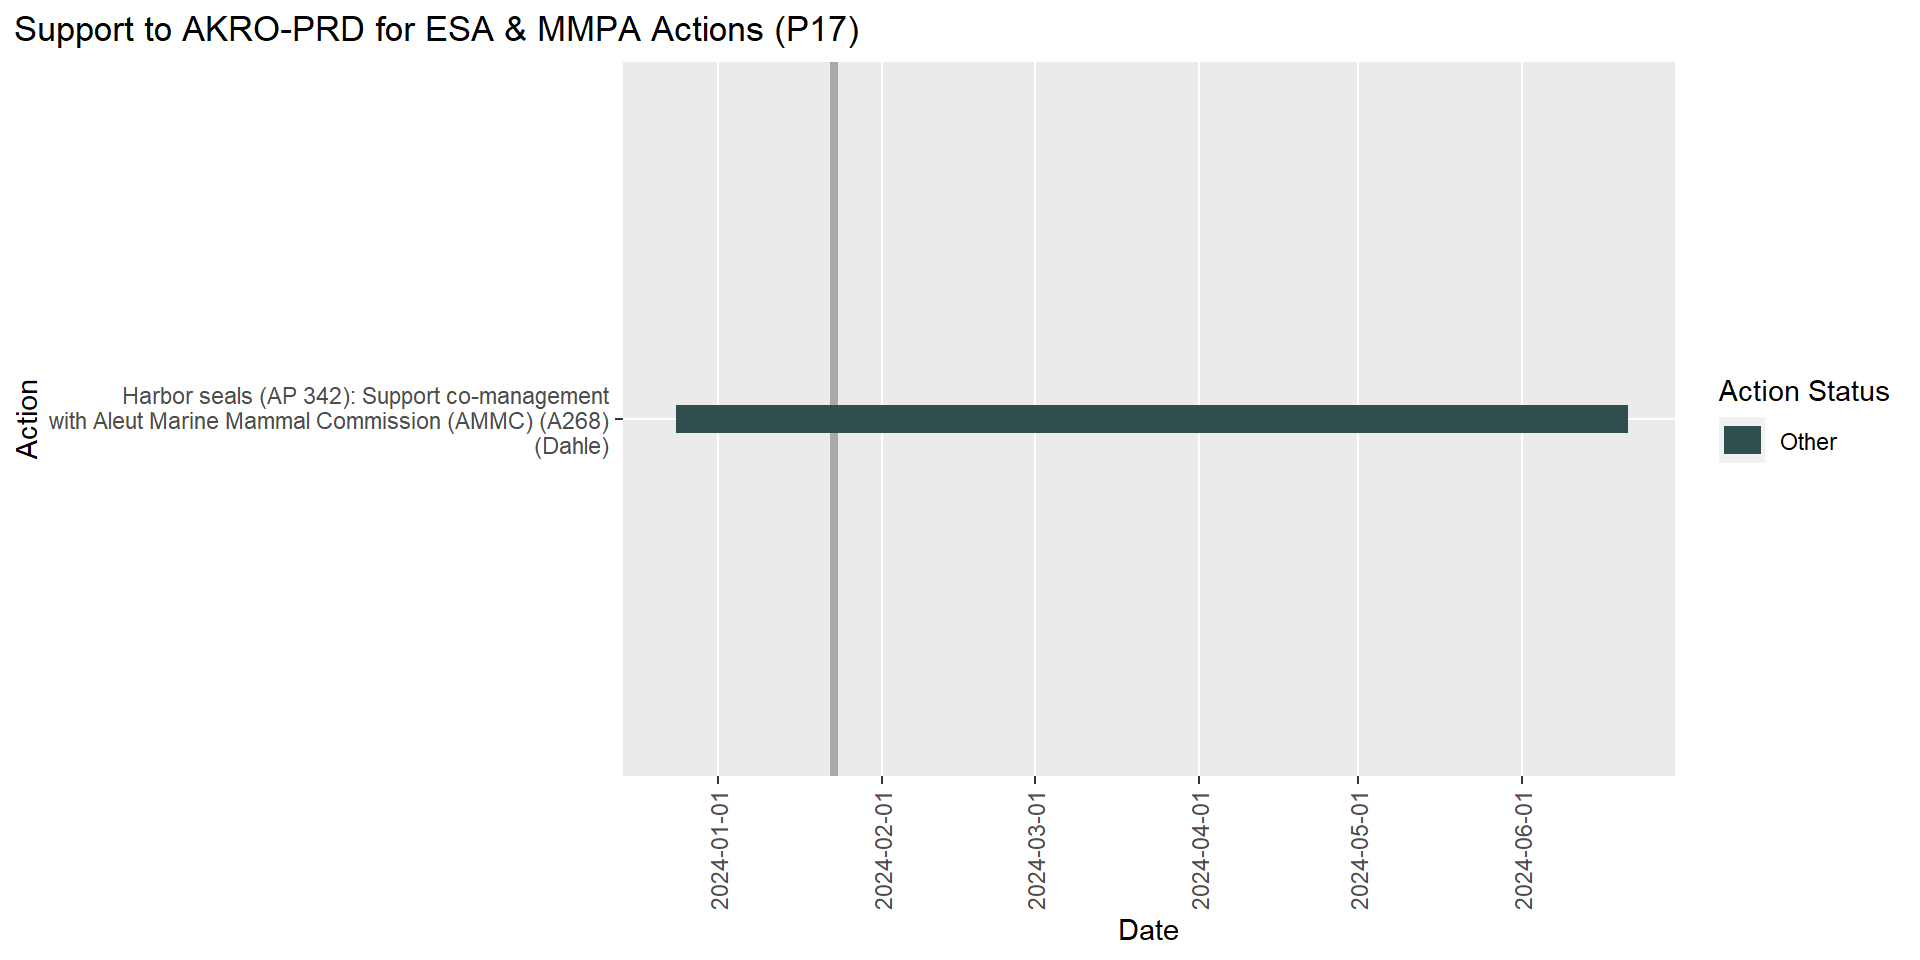 Support to AKRO-PRD for ESA & MMPA Actions (P17)
Action
Harbor seals (AP 342): Support co-management
with Aleut Marine Mammal Commission (AMMC) (A268)
(Dahle)
Action Status
Other
2024-01-01
2024-02-01
2024-03-01
2024-04-01
2024-05-01
2024-06-01
Date